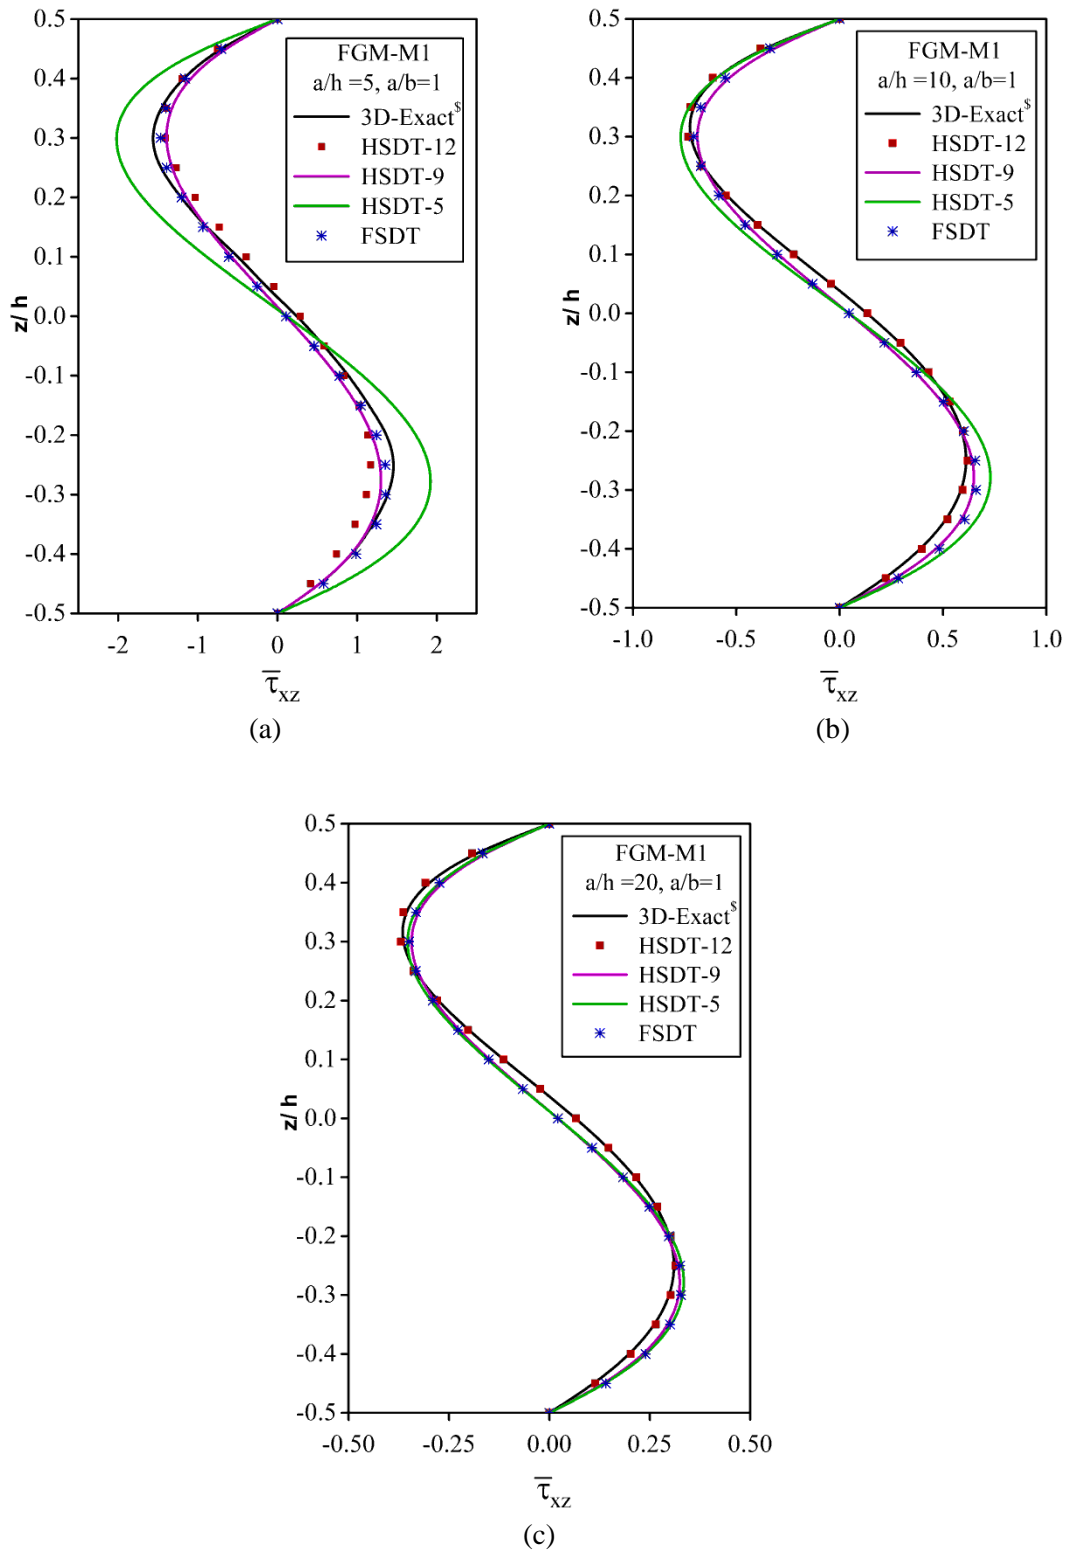 0.5
0.4
0.3
0.2
0.1
0.0
-0.1
-0.2
-0.3
-0.4
-0.5
z/ h
-2
-1
0
1
2
τ̅xz
FGM-M1
a/h =5, a/b=1
3D-Exact$
HSDT-12
HSDT-9
HSDT-5
FSDT
(a)
0.5
0.4
0.3
0.2
0.1
0.0
-0.1
-0.2
-0.3
-0.4
-0.5
z/ h
-1.0
-0.5
0.0
0.5
1.0
τ̅xz
FGM-M1
a/h =10, a/b=1
3D-Exact$
HSDT-12
HSDT-9
HSDT-5
FSDT
(b)
0.5
0.4
0.3
0.2
0.1
0.0
-0.1
-0.2
-0.3
-0.4
-0.5
z/ h
-0.50
-0.25
0.00
0.25
0.50
τ̅xz
FGM-M1
a/h =20, a/b=1
3D-Exact$
HSDT-12
HSDT-9
HSDT-5
FSDT
(c)